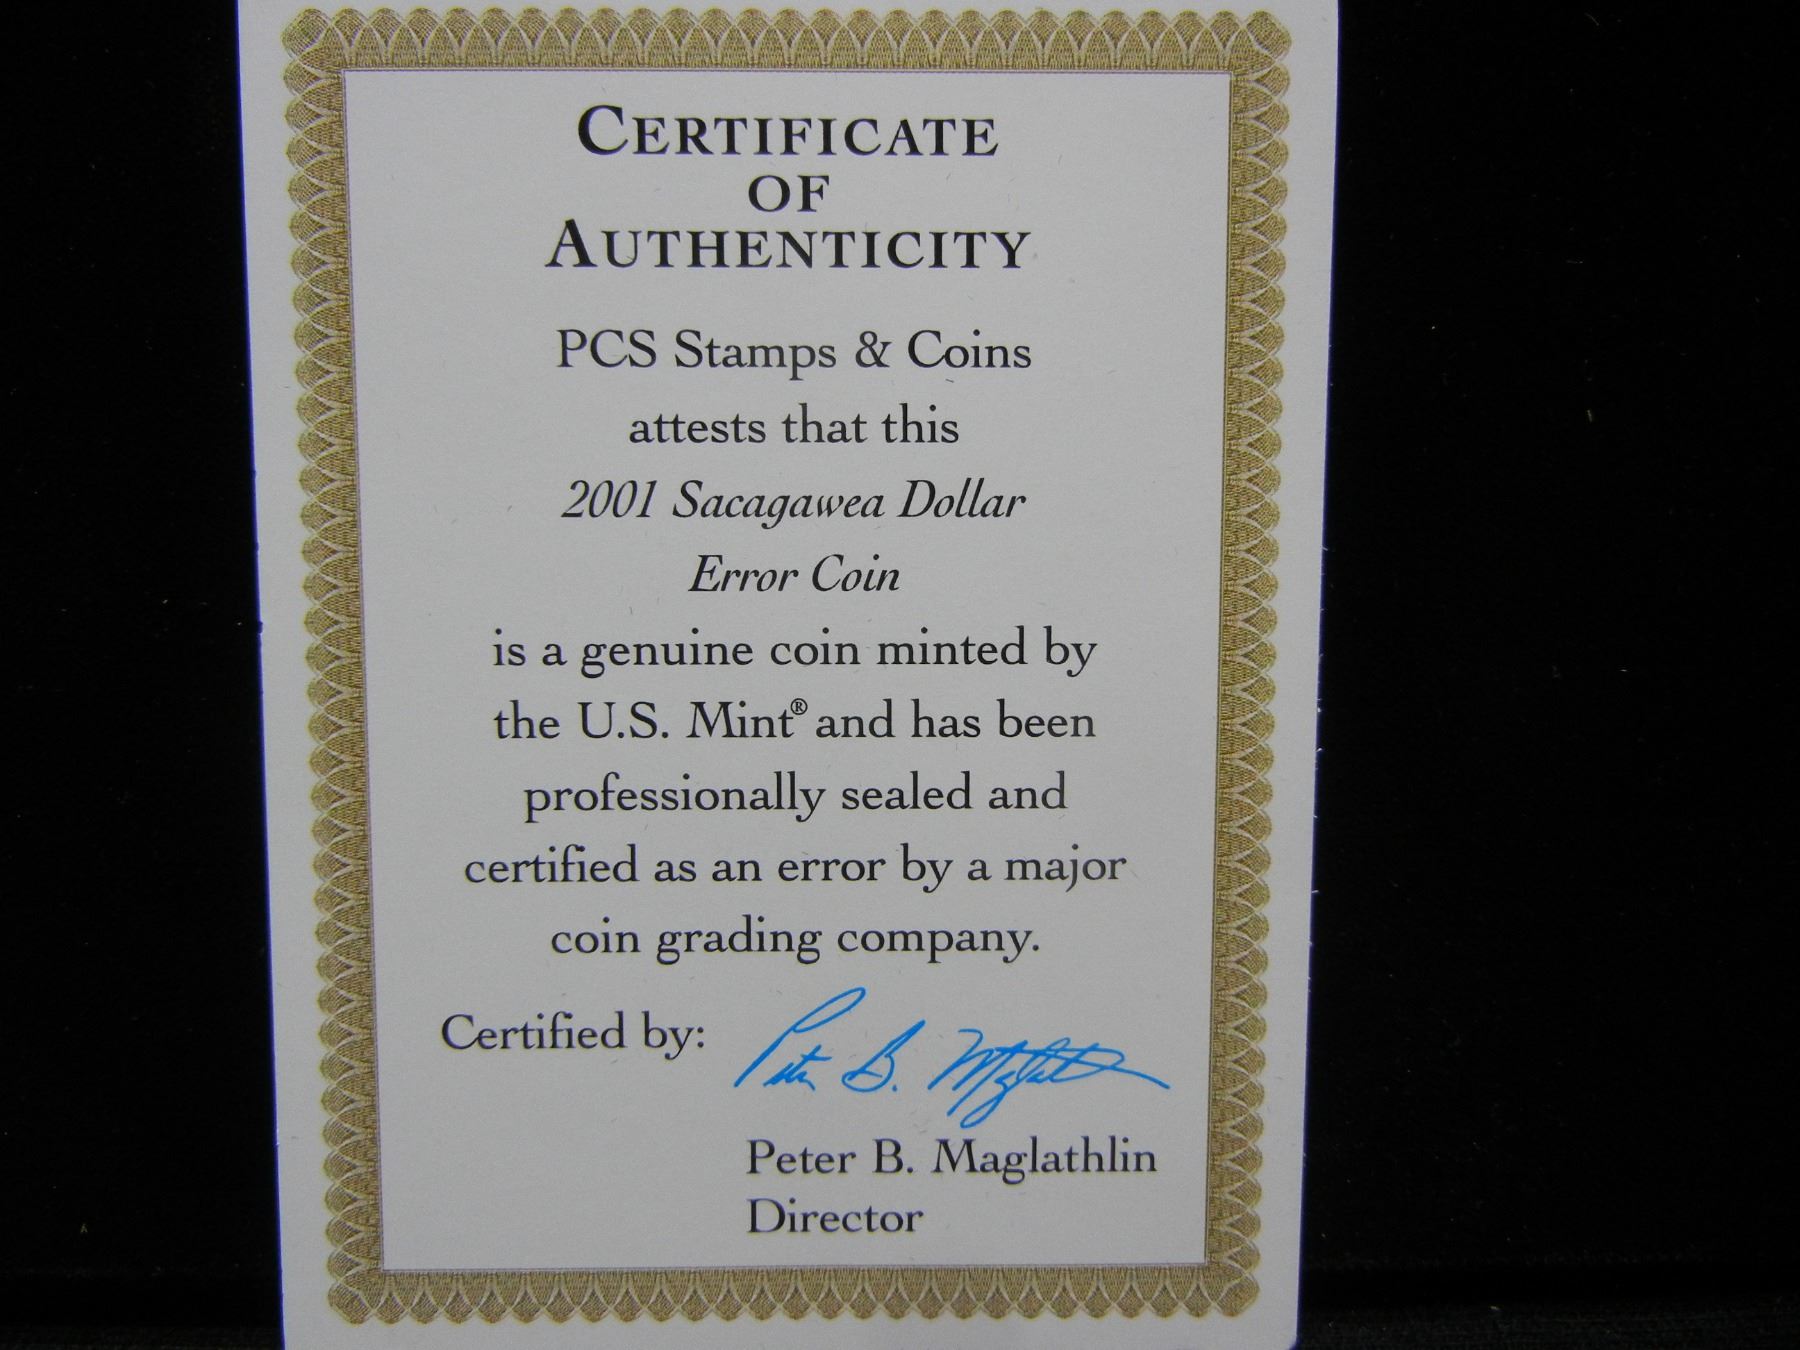 CERTIFICATE
OF
AUTHENTICITY
PCS Stamps & Coins
attests that this
2001 Sacagawea Dollar
Error Coin
is a genuine coin minted by
the U.S. Mint® and has been
professionally sealed and
certified as an error by a major
coin grading company.
Certified by: Peter B. Maglathlin
Peter B. Maglathlin
Director